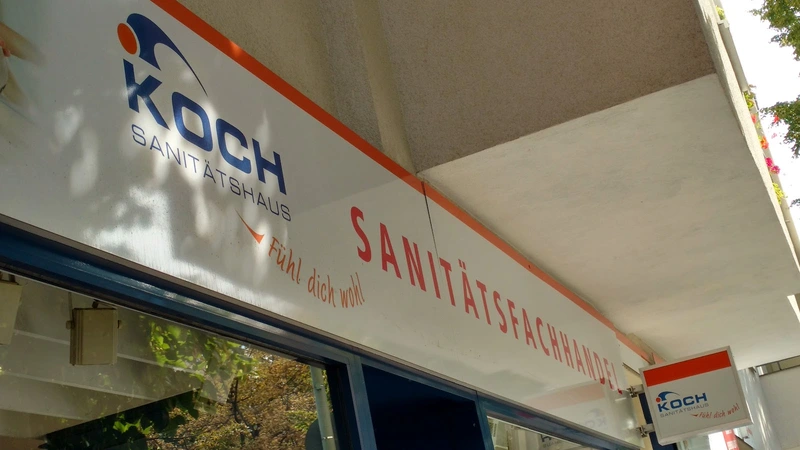 KOCH
SANITÄTSHAUS
Fühl dich wohl
SANITÄTSFACHHANDEL
KOCH
SANITÄTSHAUS
Fühl dich wohl